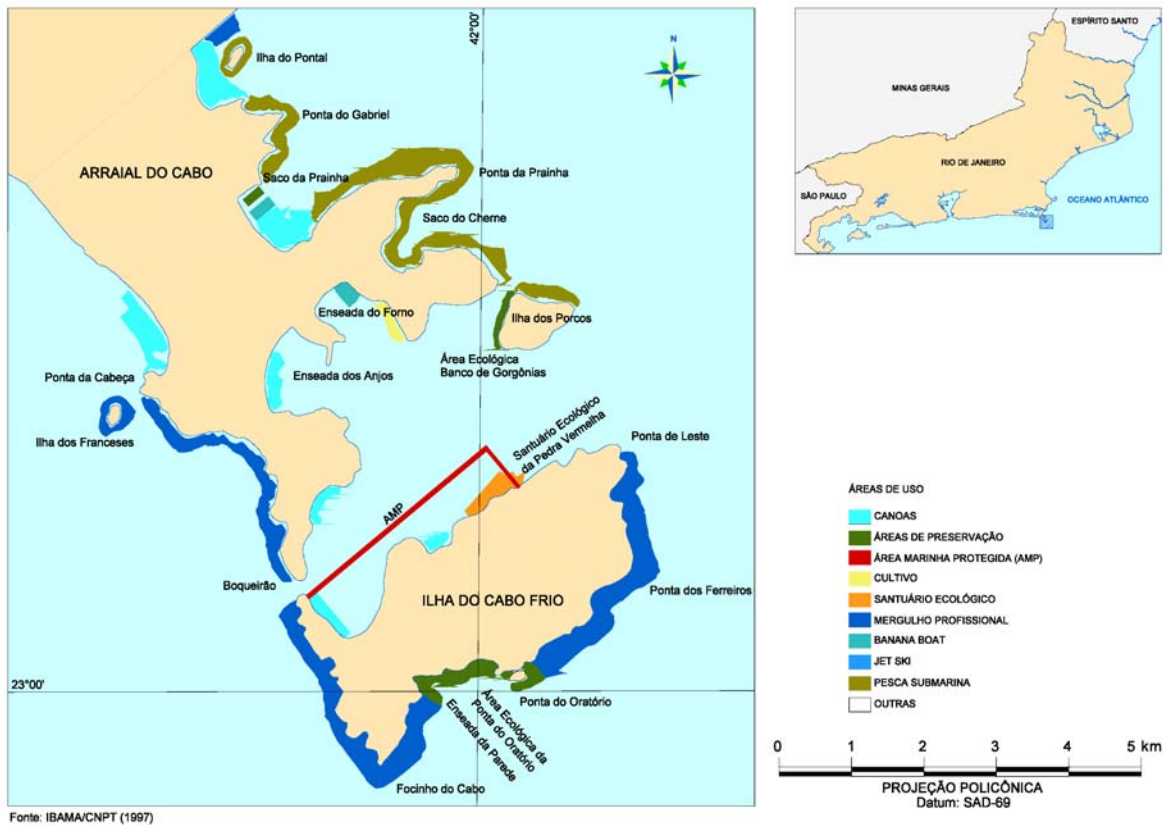 42°00'
N
Ilha do Pontal
Ponta do Gabriel
ARRAIAL DO CABO
Saco da Prainha
Ponta da Prainha
Saco do Cherne
Enseada do Forno
Ilha dos Porcos
Área Ecológica
Banco de Gorgônias
Ponta da Cabeça
Enseada dos Anjos
Ilha dos Franceses
Santuário Ecológico
da Pedra Vermelha
Ponta de Leste
AMP
Boqueirão
ILHA DO CABO FRIO
Ponta dos Ferreiros
23°00'
Ponta do Oratório
Área Ecológica da
Ponta do Oratório
Enseada da Parede
Focinho do Cabo
Fonte: IBAMA/CNPT (1997)
ESPÍRITO SANTO
MINAS GERAIS
RIO DE JANEIRO
SÃO PAULO
OCEANO ATLÂNTICO
ÁREAS DE USO
CANOAS
ÁREAS DE PRESERVAÇÃO
ÁREA MARINHA PROTEGIDA (AMP)
CULTIVO
SANTUÁRIO ECOLÓGICO
MERGULHO PROFISSIONAL
BANANA BOAT
JET SKI
PESCA SUBMARINA
OUTRAS
0 1 2 3 4 5 km
PROJEÇÃO POLICÔNICA
Datum: SAD-69